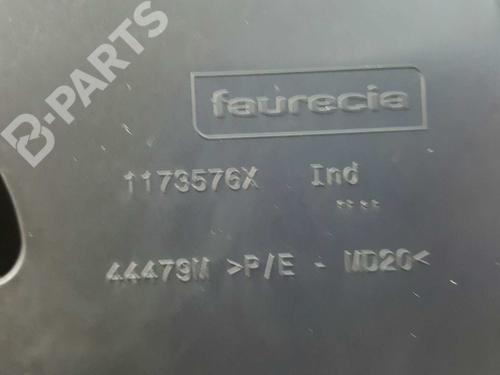 B-PARTS
faurecia
1173576X Ind
44479M >P/E - MD20<